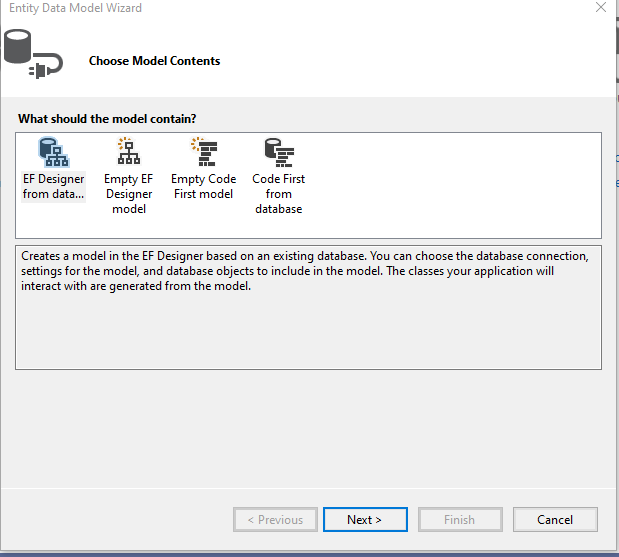 Entity Data Model Wizard
Choose Model Contents
What should the model contain?
EF Designer
from data...
Empty EF
Designer
model
Empty Code
First model
Code First
from
database
Creates a model in the EF Designer based on an existing database. You can choose the database connection,
settings for the model, and database objects to include in the model. The classes your application will
interact with are generated from the model.
< Previous
Next >
Finish
Cancel